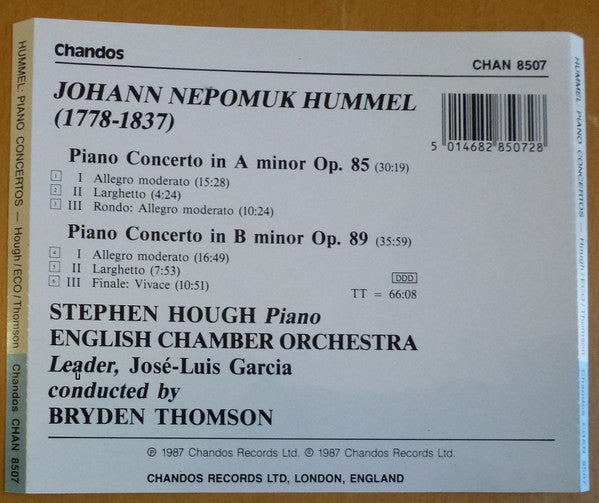 Chandos
CHAN 8507
JOHANN NEPOMUK HUMMEL
(1778-1837)
5 014682 850728
Piano Concerto in A minor Op. 85 (30:19)
1 I Allegro moderato (15:28)
2 II Larghetto (4:24)
3 III Rondo: Allegro moderato (10:24)
Piano Concerto in B minor Op. 89 (35:59)
4 I Allegro moderato (16:49)
5 II Larghetto (7:53)
6 III Finale: Vivace (10:51)
DDD
TT = 66:08
STEPHEN HOUGH Piano
ENGLISH CHAMBER ORCHESTRA
Leader, José-Luis Garcia
conducted by
BRYDEN THOMSON
℗ 1987 Chandos Records Ltd. © 1987 Chandos Records Ltd.
CHANDOS RECORDS LTD, LONDON, ENGLAND
HUMMEL: PIANO CONCERTOS — Hough/ECO/Thomson Chandos CHAN 8507
HUMMEL: PIANO CONCERTOS — Hough/ECO/Thomson Chandos CHAN 8507